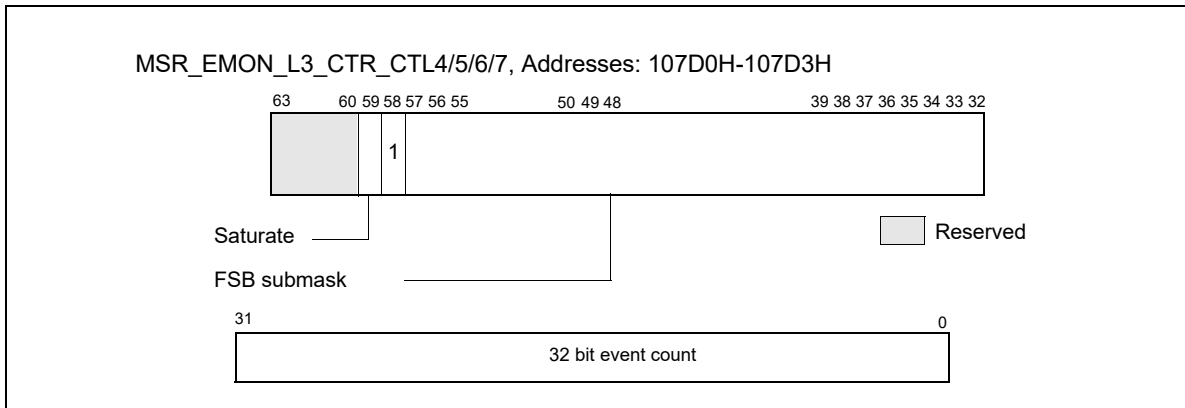 MSR_EMON_L3_CTR_CTL4/5/6/7, Addresses: 107D0H-107D3H
63 60 59 58 57 56 55 50 49 48 39 38 37 36 35 34 33 32
1
Saturate
Reserved
FSB submask
31 0
32 bit event count